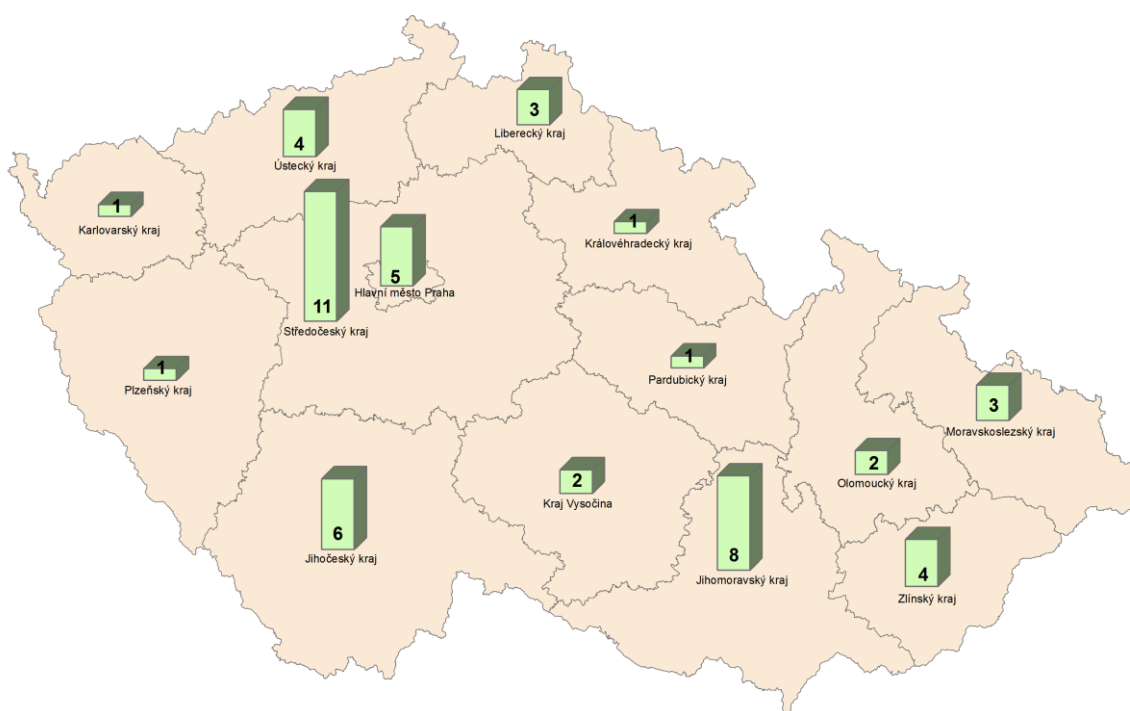 3
Liberecký kraj
4
Ústecký kraj
1
Karlovarský kraj
1
Královéhradecký kraj
5
Hlavní město Praha
11
Středočeský kraj
1
Plzeňský kraj
1
Pardubický kraj
3
Moravskoslezský kraj
2
Olomoucký kraj
2
Kraj Vysočina
6
Jihočeský kraj
8
Jihomoravský kraj
4
Zlínský kraj